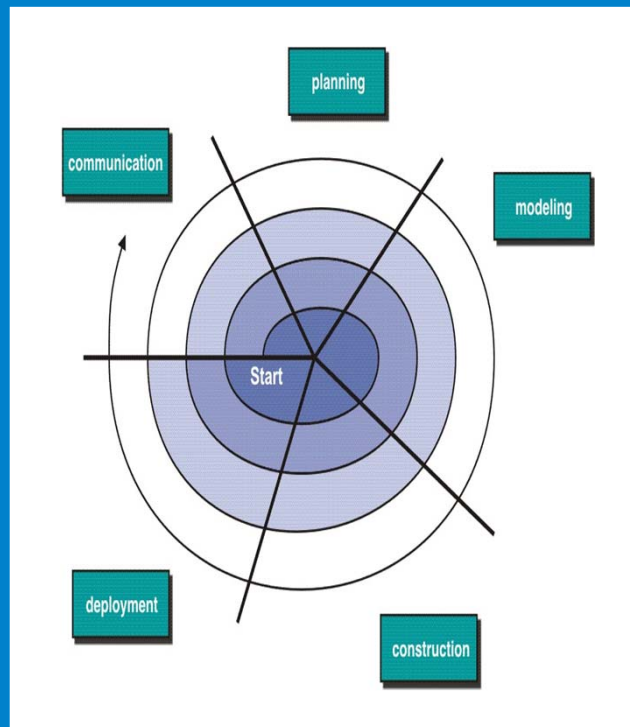 planning
communication
modeling
Start
deployment
construction